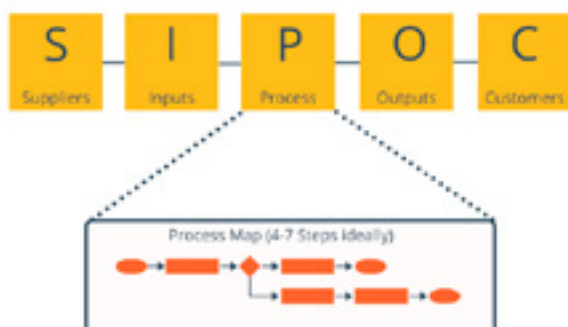 S I P O C
Suppliers Inputs Process Outputs Customers
Process Map (4-7 Steps ideally)